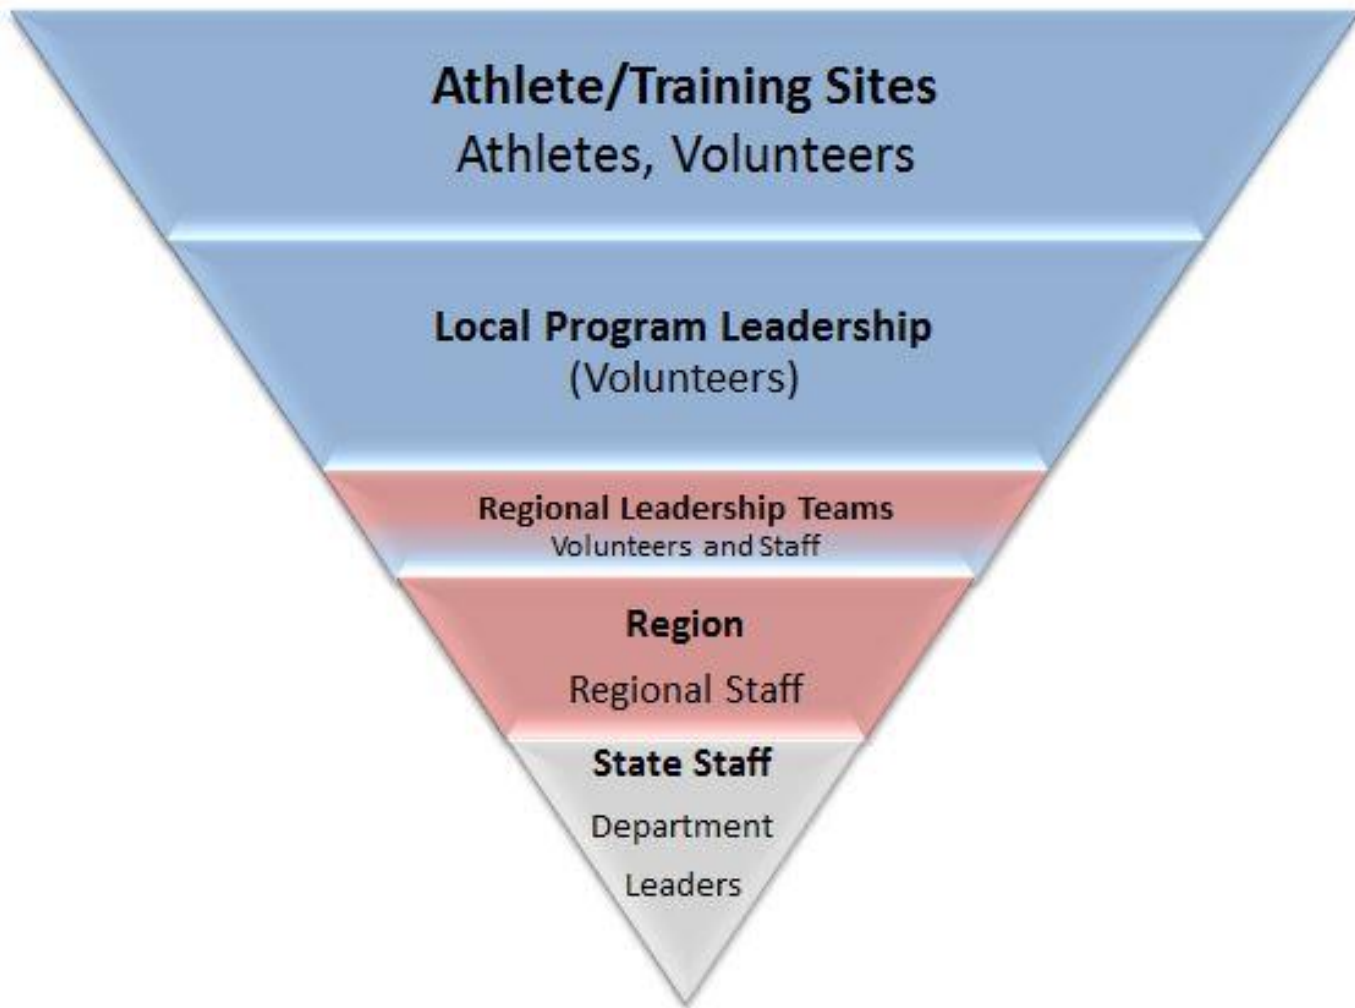 Athlete/Training Sites
Athletes, Volunteers
Local Program Leadership
(Volunteers)
Regional Leadership Teams
Volunteers and Staff
Region
Regional Staff
State Staff
Department
Leaders